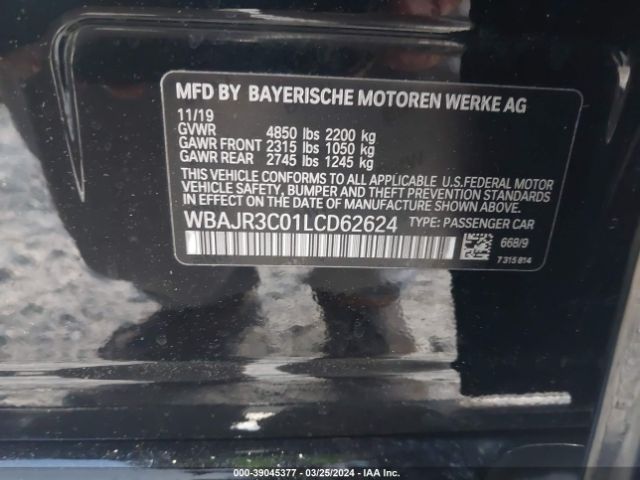 MFD BY BAYERISCHE MOTOREN WERKE AG
11/19
GVWR 4850 lbs 2200 kg
GAWR FRONT 2315 lbs 1050 kg
GAWR REAR 2745 lbs 1245 kg
THIS VEHICLE CONFORMS TO ALL APPLICABLE U.S.FEDERAL MOTOR
VEHICLE SAFETY, BUMPER AND THEFT PREVENTION STANDARDS
IN EFFECT ON THE DATE OF MANUFACTURE SHOWN ABOVE.
WBAJR3C01LCD62624 TYPE: PASSENGER CAR
668/9
7 315 814
000-39045377 - 03/25/2024 - IAA Inc.